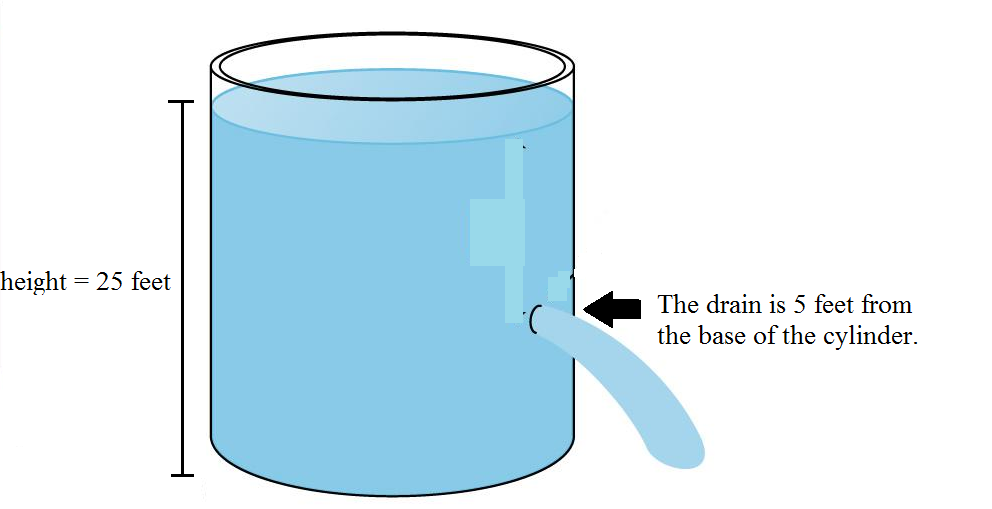 height = 25 feet
The drain is 5 feet from
the base of the cylinder.